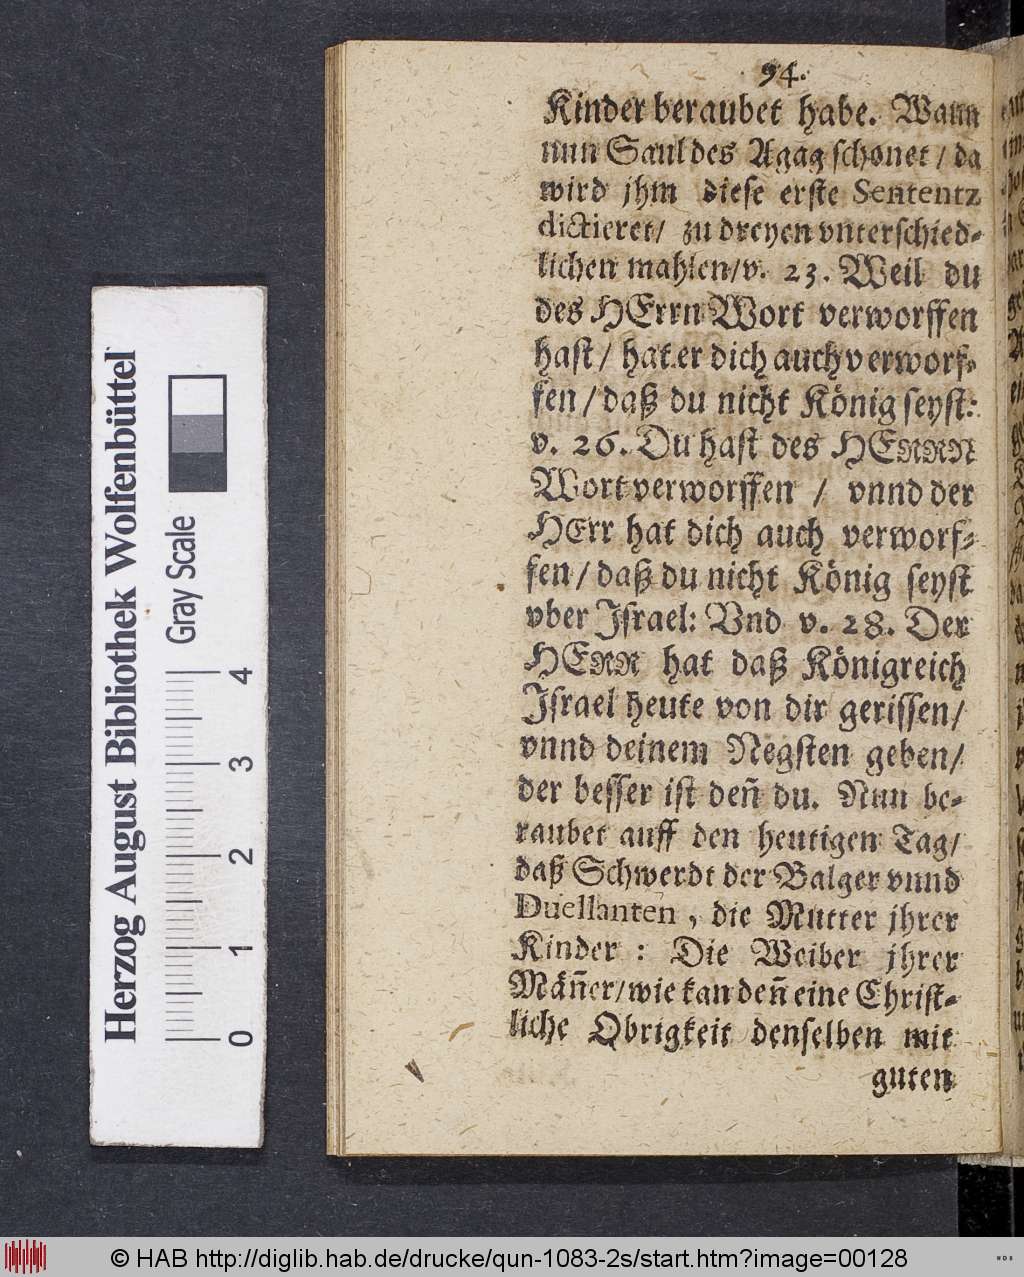 94.
Kinder beraubet habe. Wann
nun Saul des Agag schonet / da
wird jhm diese erste Sententz
dictieret / zu dreyen vnterschied-
lichen mahlen / v. 23. Weil du
des HErrn Wort verworffen
hast / hat er dich auch verworf-
fen / daß du nicht König seyst:
v. 26. Du hast des HERRN
Wort verworffen / vnnd der
HErr hat dich auch verworf-
fen / daß du nicht König seyst
vber Israel: Vnd v. 28. Der
HERR hat daß Königreich
Israel heute von dir gerissen /
vnnd deinem Negsten geben /
der besser ist deñ du. Nun be-
raubet auff den heutigen Tag /
daß Schwerdt der Balger vnnd
Duellanten, die Mutter jhrer
Kinder : Die Weiber jhrer
Mäñer / wie kan deñ eine Christ-
liche Obrigkeit denselben mit
guten
Herzog August Bibliothek Wolfenbüttel
Gray Scale
0 1 2 3 4
© HAB http://diglib.hab.de/drucke/qun-1083-2s/start.htm?image=00128